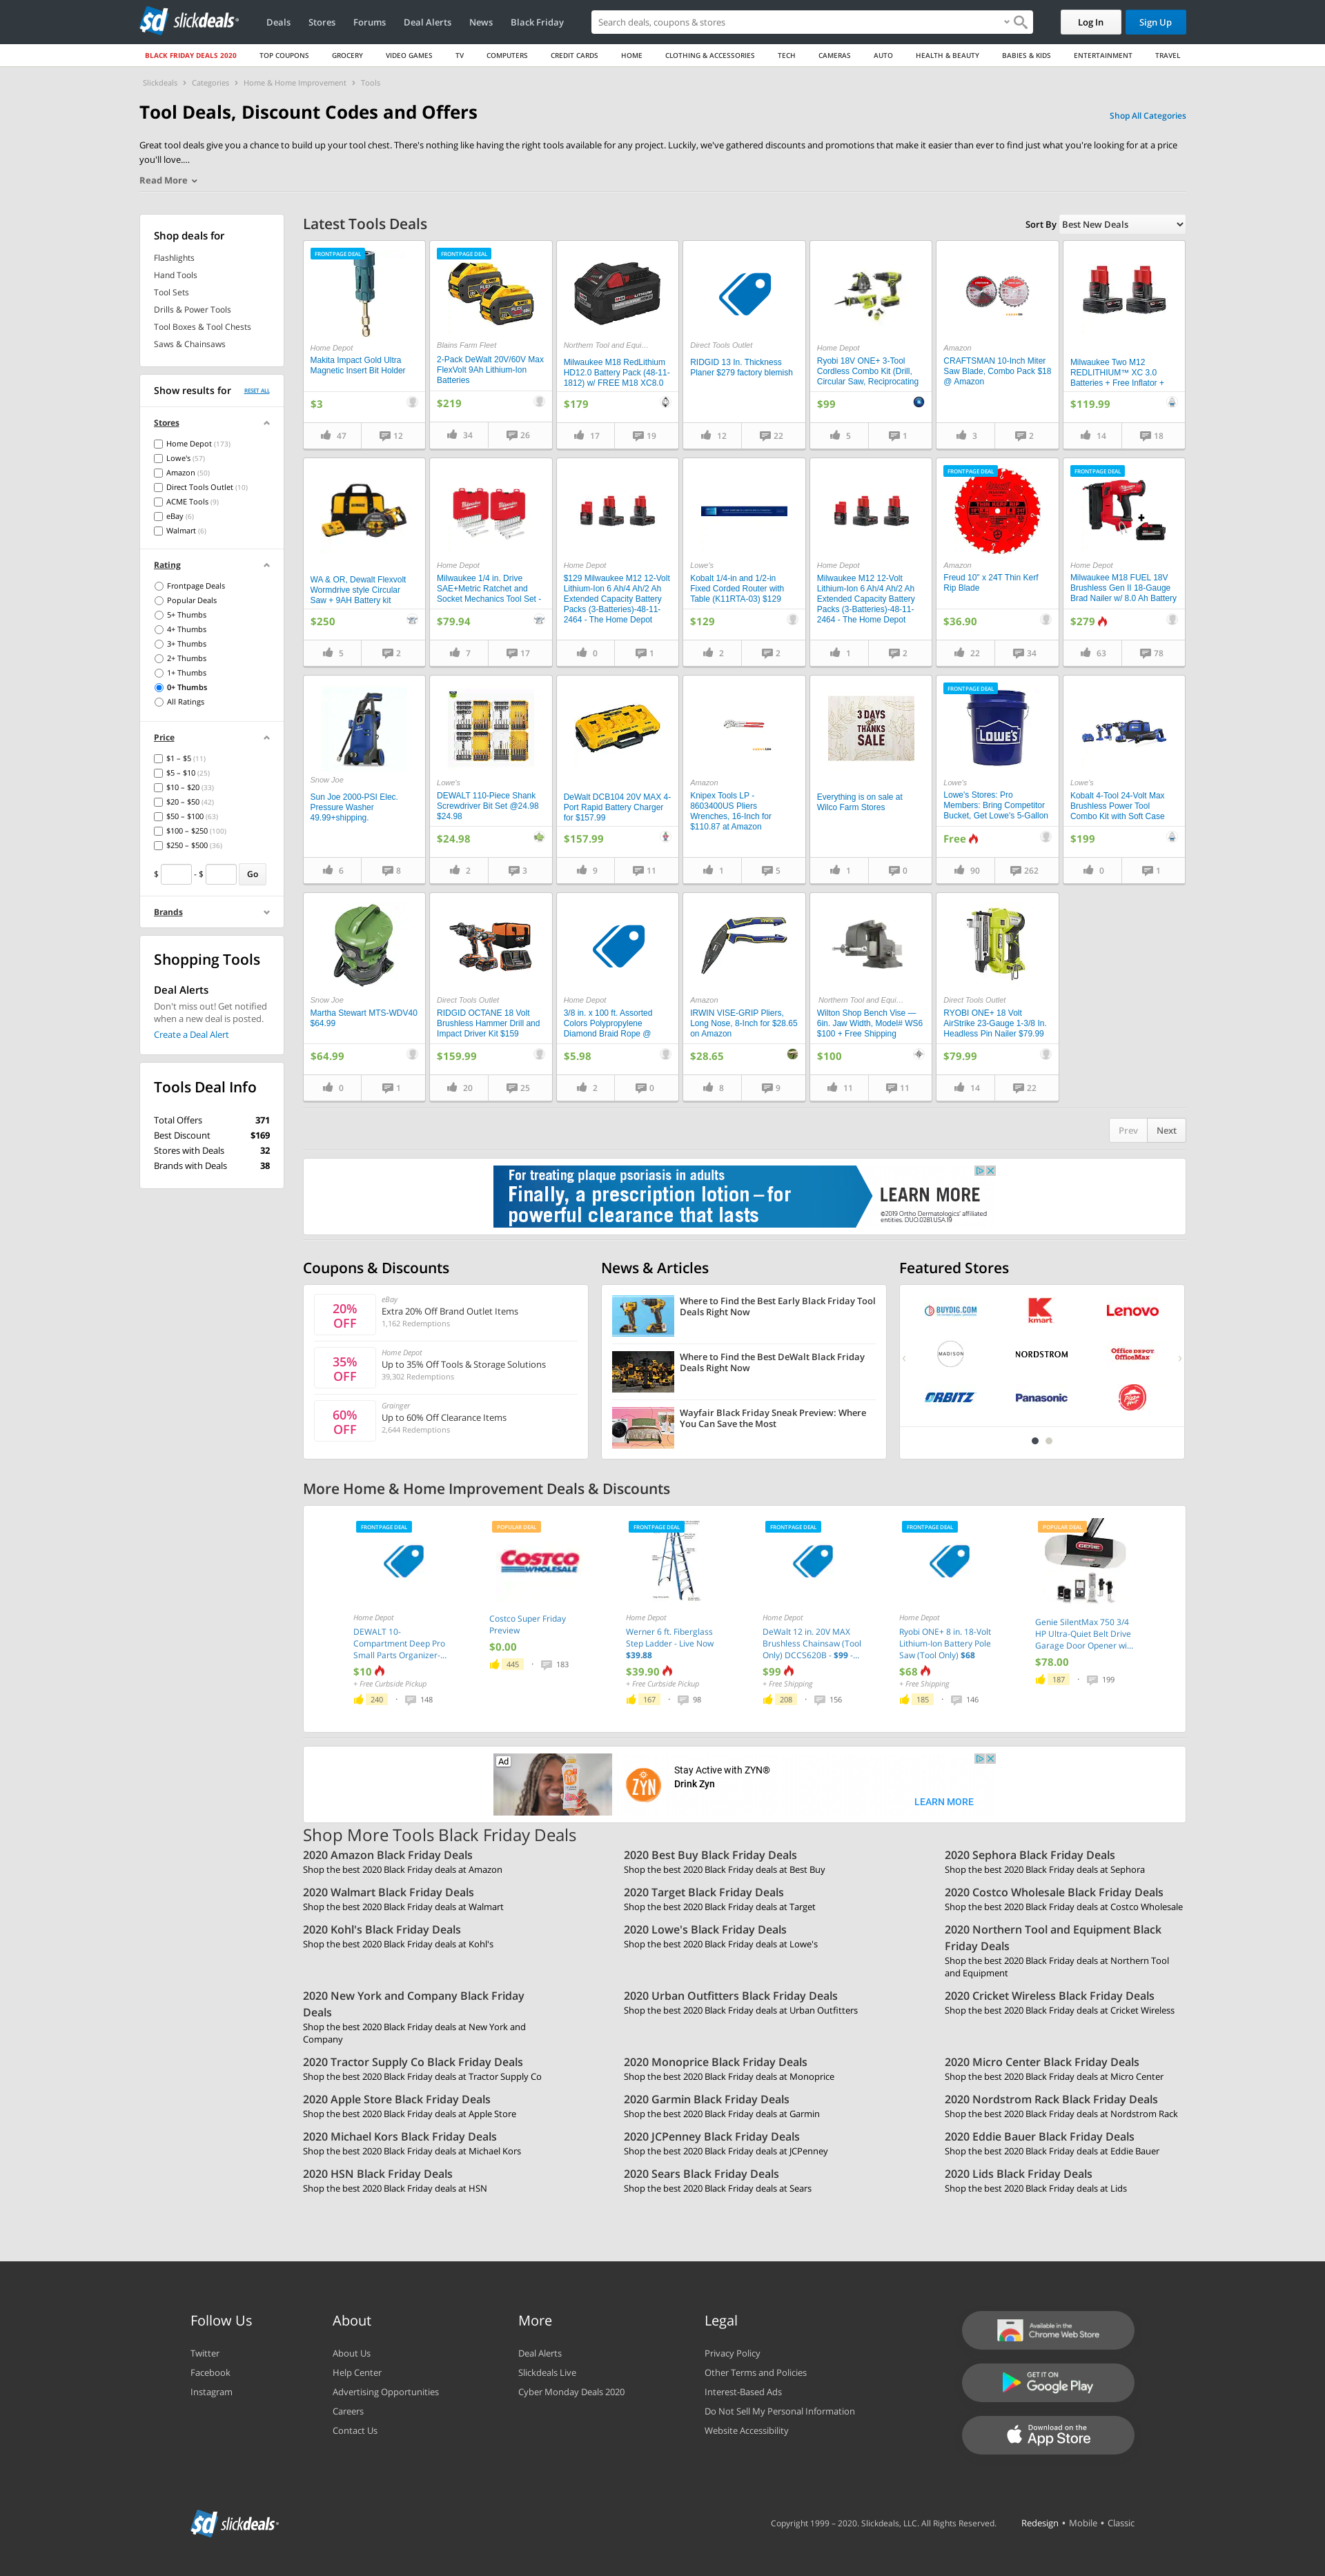 slickdeals
Deals Stores Forums Deal Alerts News Black Friday
Search deals, coupons & stores
Log In
Sign Up
BLACK FRIDAY DEALS 2020 TOP COUPONS GROCERY VIDEO GAMES TV COMPUTERS CREDIT CARDS HOME CLOTHING & ACCESSORIES TECH CAMERAS AUTO HEALTH & BEAUTY BABIES & KIDS ENTERTAINMENT TRAVEL
Slickdeals > Categories > Home & Home Improvement > Tools
Tool Deals, Discount Codes and Offers
Shop All Categories
Great tool deals give you a chance to build up your tool chest. There's nothing like having the right tools available for any project. Luckily, we've gathered discounts and promotions that make it easier than ever to find just what you're looking for at a price
you'll love....
Read More
Shop deals for
Flashlights
Hand Tools
Tool Sets
Drills & Power Tools
Tool Boxes & Tool Chests
Saws & Chainsaws
Show results for RESET ALL
Stores
Home Depot (173)
Lowe's (57)
Amazon (50)
Direct Tools Outlet (10)
ACME Tools (9)
eBay (6)
Walmart (6)
Rating
Frontpage Deals
Popular Deals
5+ Thumbs
4+ Thumbs
3+ Thumbs
2+ Thumbs
1+ Thumbs
0+ Thumbs
All Ratings
Price
$1 – $5 (11)
$5 – $10 (25)
$10 – $20 (33)
$20 – $50 (42)
$50 – $100 (63)
$100 – $250 (100)
$250 – $500 (36)
$ - $ Go
Brands
Shopping Tools
Deal Alerts
Don't miss out! Get notified
when a new deal is posted.
Create a Deal Alert
Tools Deal Info
Total Offers 371
Best Discount $169
Stores with Deals 32
Brands with Deals 38
Latest Tools Deals
Sort By Best New Deals
FRONTPAGE DEAL
Home Depot
Makita Impact Gold Ultra
Magnetic Insert Bit Holder
$3
47 12
FRONTPAGE DEAL
Blains Farm Fleet
2-Pack DeWalt 20V/60V Max
FlexVolt 9Ah Lithium-Ion
Batteries
$219
34 26
Northern Tool and Equi...
Milwaukee M18 RedLithium
HD12.0 Battery Pack (48-11-
1812) w/ FREE M18 XC8.0
$179
17 19
Direct Tools Outlet
RIDGID 13 In. Thickness
Planer $279 factory blemish
12 22
Home Depot
Ryobi 18V ONE+ 3-Tool
Cordless Combo Kit (Drill,
Circular Saw, Reciprocating
$99
5 1
Amazon
CRAFTSMAN 10-Inch Miter
Saw Blade, Combo Pack $18
@ Amazon
3 2
Milwaukee Two M12
REDLITHIUM™ XC 3.0
Batteries + Free Inflator +
$119.99
14 18
WA & OR, Dewalt Flexvolt
Wormdrive style Circular
Saw + 9AH Battery kit
$250
5 2
Home Depot
Milwaukee 1/4 in. Drive
SAE+Metric Ratchet and
Socket Mechanics Tool Set -
$79.94
7 17
Home Depot
$129 Milwaukee M12 12-Volt
Lithium-Ion 6 Ah/4 Ah/2 Ah
Extended Capacity Battery
Packs (3-Batteries)-48-11-
2464 - The Home Depot
0 1
Lowe's
Kobalt 1/4-in and 1/2-in
Fixed Corded Router with
Table (K11RTA-03) $129
$129
2 2
Home Depot
Milwaukee M12 12-Volt
Lithium-Ion 6 Ah/4 Ah/2 Ah
Extended Capacity Battery
Packs (3-Batteries)-48-11-
2464 - The Home Depot
1 2
FRONTPAGE DEAL
Amazon
Freud 10" x 24T Thin Kerf
Rip Blade
$36.90
22 34
FRONTPAGE DEAL
Home Depot
Milwaukee M18 FUEL 18V
Brushless Gen II 18-Gauge
Brad Nailer w/ 8.0 Ah Battery
$279
63 78
Snow Joe
Sun Joe 2000-PSI Elec.
Pressure Washer
49.99+shipping.
6 8
Lowe's
DEWALT 110-Piece Shank
Screwdriver Bit Set @24.98
$24.98
$24.98
2 3
DeWalt DCB104 20V MAX 4-
Port Rapid Battery Charger
for $157.99
$157.99
9 11
Amazon
Knipex Tools LP -
8603400US Pliers
Wrenches, 16-Inch for
$110.87 at Amazon
1 5
3 DAYS
THANKS
SALE
Everything is on sale at
Wilco Farm Stores
1 0
FRONTPAGE DEAL
LOWE'S
Lowe's
Lowe's Stores: Pro
Members: Bring Competitor
Bucket, Get Lowe's 5-Gallon
Free
90 262
Lowe's
Kobalt 4-Tool 24-Volt Max
Brushless Power Tool
Combo Kit with Soft Case
$199
0 1
Snow Joe
Martha Stewart MTS-WDV40
$64.99
$64.99
0 1
Direct Tools Outlet
RIDGID OCTANE 18 Volt
Brushless Hammer Drill and
Impact Driver Kit $159
$159.99
20 25
Home Depot
3/8 in. x 100 ft. Assorted
Colors Polypropylene
Diamond Braid Rope @
$5.98
2 0
Amazon
IRWIN VISE-GRIP Pliers,
Long Nose, 8-Inch for $28.65
on Amazon
$28.65
8 9
Northern Tool and Equi...
Wilton Shop Bench Vise —
6in. Jaw Width, Model# WS6
$100 + Free Shipping
$100
11 11
Direct Tools Outlet
RYOBI ONE+ 18 Volt
AirStrike 23-Gauge 1-3/8 In.
Headless Pin Nailer $79.99
$79.99
14 22
Prev Next
For treating plaque psoriasis in adults
Finally, a prescription lotion–for
powerful clearance that lasts
LEARN MORE
©2019 Ortho Dermatologics' affiliated
entities. DUO.0281.USA.19
Coupons & Discounts
20% OFF
eBay
Extra 20% Off Brand Outlet Items
1,162 Redemptions
35% OFF
Home Depot
Up to 35% Off Tools & Storage Solutions
39,302 Redemptions
60% OFF
Grainger
Up to 60% Off Clearance Items
2,644 Redemptions
News & Articles
Where to Find the Best Early Black Friday Tool
Deals Right Now
Where to Find the Best DeWalt Black Friday
Deals Right Now
Wayfair Black Friday Sneak Preview: Where
You Can Save the Most
Featured Stores
BUYDIG.COM kmart Lenovo
MADISON NORDSTROM Office DEPOT OfficeMax
ORBITZ Panasonic Pizza Hut
More Home & Home Improvement Deals & Discounts
FRONTPAGE DEAL
Home Depot
DEWALT 10-
Compartment Deep Pro
Small Parts Organizer-...
$10
+ Free Curbside Pickup
240 · 148
POPULAR DEAL
COSTCO WHOLESALE
Costco Super Friday
Preview
$0.00
445 · 183
FRONTPAGE DEAL
Home Depot
Werner 6 ft. Fiberglass
Step Ladder - Live Now
$39.88
$39.90
+ Free Curbside Pickup
167 · 98
FRONTPAGE DEAL
Home Depot
DeWalt 12 in. 20V MAX
Brushless Chainsaw (Tool
Only) DCCS620B - $99 -...
$99
+ Free Shipping
208 · 156
FRONTPAGE DEAL
Home Depot
Ryobi ONE+ 8 in. 18-Volt
Lithium-Ion Battery Pole
Saw (Tool Only) $68
$68
+ Free Shipping
185 · 146
POPULAR DEAL
GENIE
Genie SilentMax 750 3/4
HP Ultra-Quiet Belt Drive
Garage Door Opener wi...
$78.00
187 · 199
Ad
ZYN
Stay Active with ZYN®
Drink Zyn
LEARN MORE
Shop More Tools Black Friday Deals
2020 Amazon Black Friday Deals
Shop the best 2020 Black Friday deals at Amazon
2020 Best Buy Black Friday Deals
Shop the best 2020 Black Friday deals at Best Buy
2020 Sephora Black Friday Deals
Shop the best 2020 Black Friday deals at Sephora
2020 Walmart Black Friday Deals
Shop the best 2020 Black Friday deals at Walmart
2020 Target Black Friday Deals
Shop the best 2020 Black Friday deals at Target
2020 Costco Wholesale Black Friday Deals
Shop the best 2020 Black Friday deals at Costco Wholesale
2020 Kohl's Black Friday Deals
Shop the best 2020 Black Friday deals at Kohl's
2020 Lowe's Black Friday Deals
Shop the best 2020 Black Friday deals at Lowe's
2020 Northern Tool and Equipment Black
Friday Deals
Shop the best 2020 Black Friday deals at Northern Tool
and Equipment
2020 New York and Company Black Friday
Deals
Shop the best 2020 Black Friday deals at New York and
Company
2020 Urban Outfitters Black Friday Deals
Shop the best 2020 Black Friday deals at Urban Outfitters
2020 Cricket Wireless Black Friday Deals
Shop the best 2020 Black Friday deals at Cricket Wireless
2020 Tractor Supply Co Black Friday Deals
Shop the best 2020 Black Friday deals at Tractor Supply Co
2020 Monoprice Black Friday Deals
Shop the best 2020 Black Friday deals at Monoprice
2020 Micro Center Black Friday Deals
Shop the best 2020 Black Friday deals at Micro Center
2020 Apple Store Black Friday Deals
Shop the best 2020 Black Friday deals at Apple Store
2020 Garmin Black Friday Deals
Shop the best 2020 Black Friday deals at Garmin
2020 Nordstrom Rack Black Friday Deals
Shop the best 2020 Black Friday deals at Nordstrom Rack
2020 Michael Kors Black Friday Deals
Shop the best 2020 Black Friday deals at Michael Kors
2020 JCPenney Black Friday Deals
Shop the best 2020 Black Friday deals at JCPenney
2020 Eddie Bauer Black Friday Deals
Shop the best 2020 Black Friday deals at Eddie Bauer
2020 HSN Black Friday Deals
Shop the best 2020 Black Friday deals at HSN
2020 Sears Black Friday Deals
Shop the best 2020 Black Friday deals at Sears
2020 Lids Black Friday Deals
Shop the best 2020 Black Friday deals at Lids
Follow Us
Twitter
Facebook
Instagram
About
About Us
Help Center
Advertising Opportunities
Careers
Contact Us
More
Deal Alerts
Slickdeals Live
Cyber Monday Deals 2020
Legal
Privacy Policy
Other Terms and Policies
Interest-Based Ads
Do Not Sell My Personal Information
Website Accessibility
Available in the
Chrome Web Store
GET IT ON
Google Play
Download on the
App Store
slickdeals
Copyright 1999 – 2020. Slickdeals, LLC. All Rights Reserved.
Redesign • Mobile • Classic